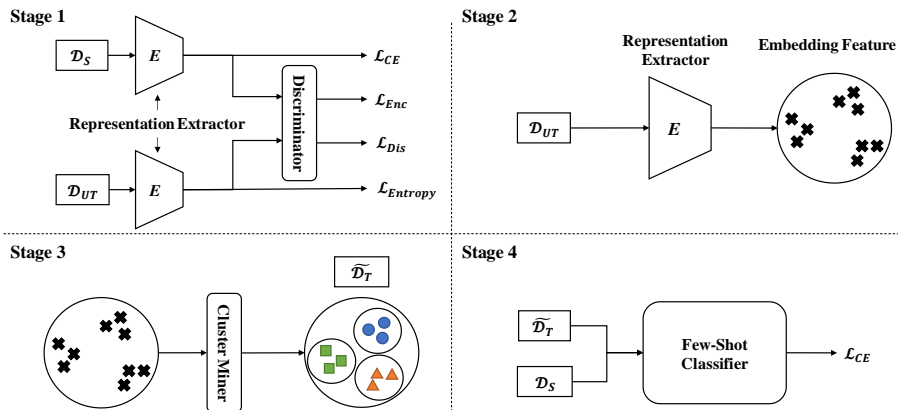 Stage 1
𝒟_S
E
ℒ_CE
Discriminator
ℒ_Enc
Representation Extractor
ℒ_Dis
𝒟_UT
E
ℒ_Entropy
Stage 2
Representation
Extractor
Embedding Feature
𝒟_UT
E
Stage 3
Cluster Miner
𝒟̃_T
Stage 4
𝒟̃_T
𝒟_S
Few-Shot
Classifier
ℒ_CE